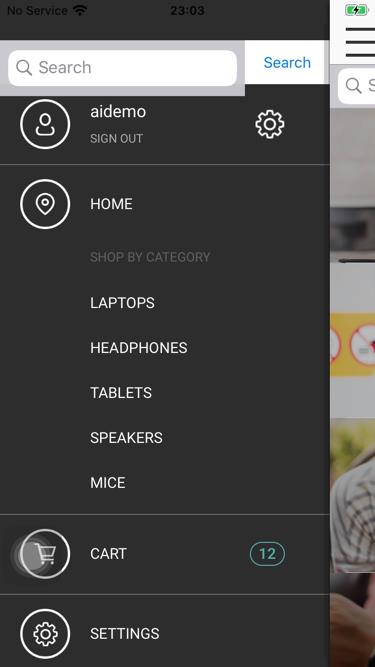 No Service 23:03
Search Search
aidemo
SIGN OUT
HOME
SHOP BY CATEGORY
LAPTOPS
HEADPHONES
TABLETS
SPEAKERS
MICE
CART 12
SETTINGS